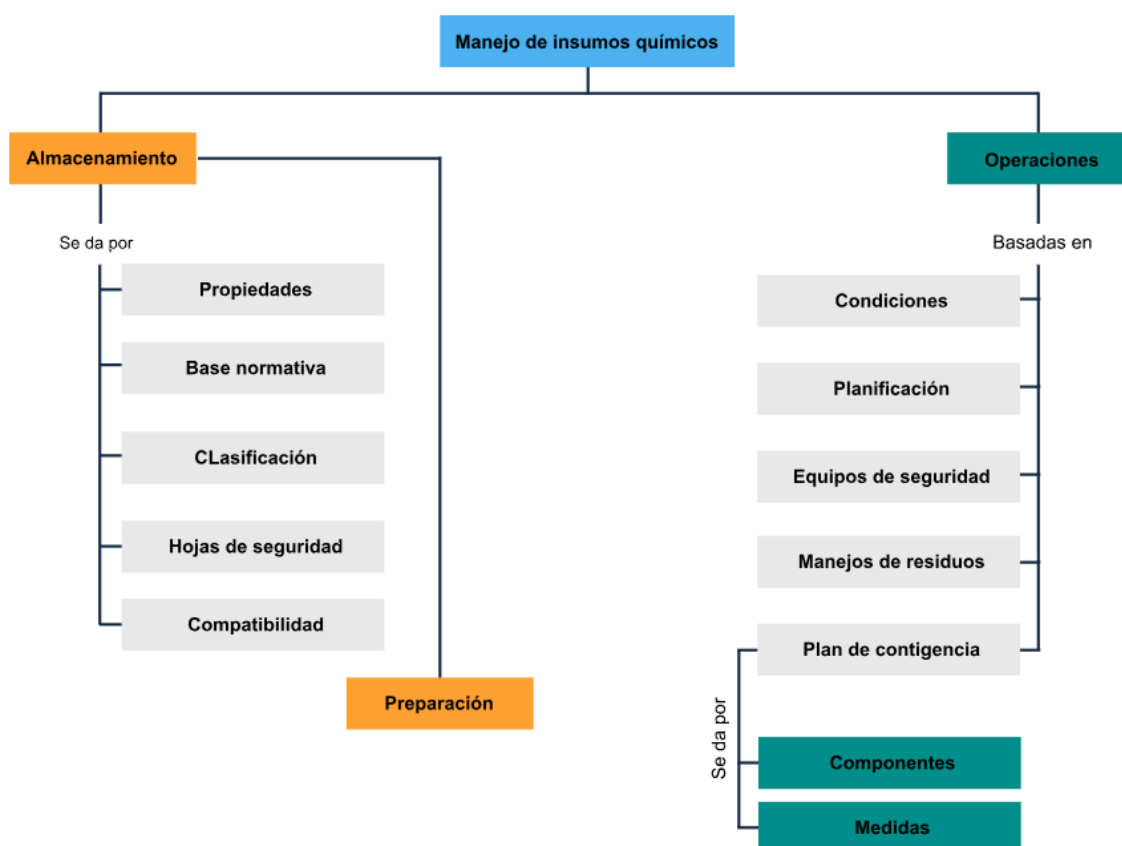 Manejo de insumos químicos
Almacenamiento
Operaciones
Se da por
Basadas en
Propiedades
Condiciones
Base normativa
Planificación
CLasificación
Equipos de seguridad
Hojas de seguridad
Manejos de residuos
Compatibilidad
Plan de contigencia
Preparación
Se da por
Componentes
Medidas